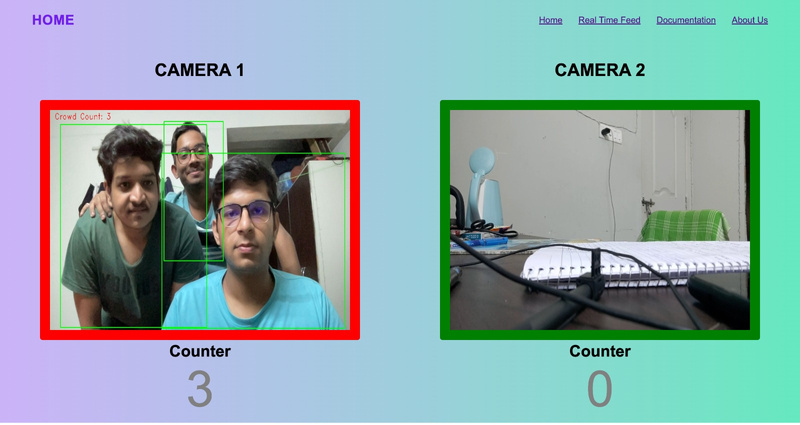 HOME
Home Real Time Feed Documentation About Us
CAMERA 1
CAMERA 2
Crowd Count: 3
Counter
Counter
3
0